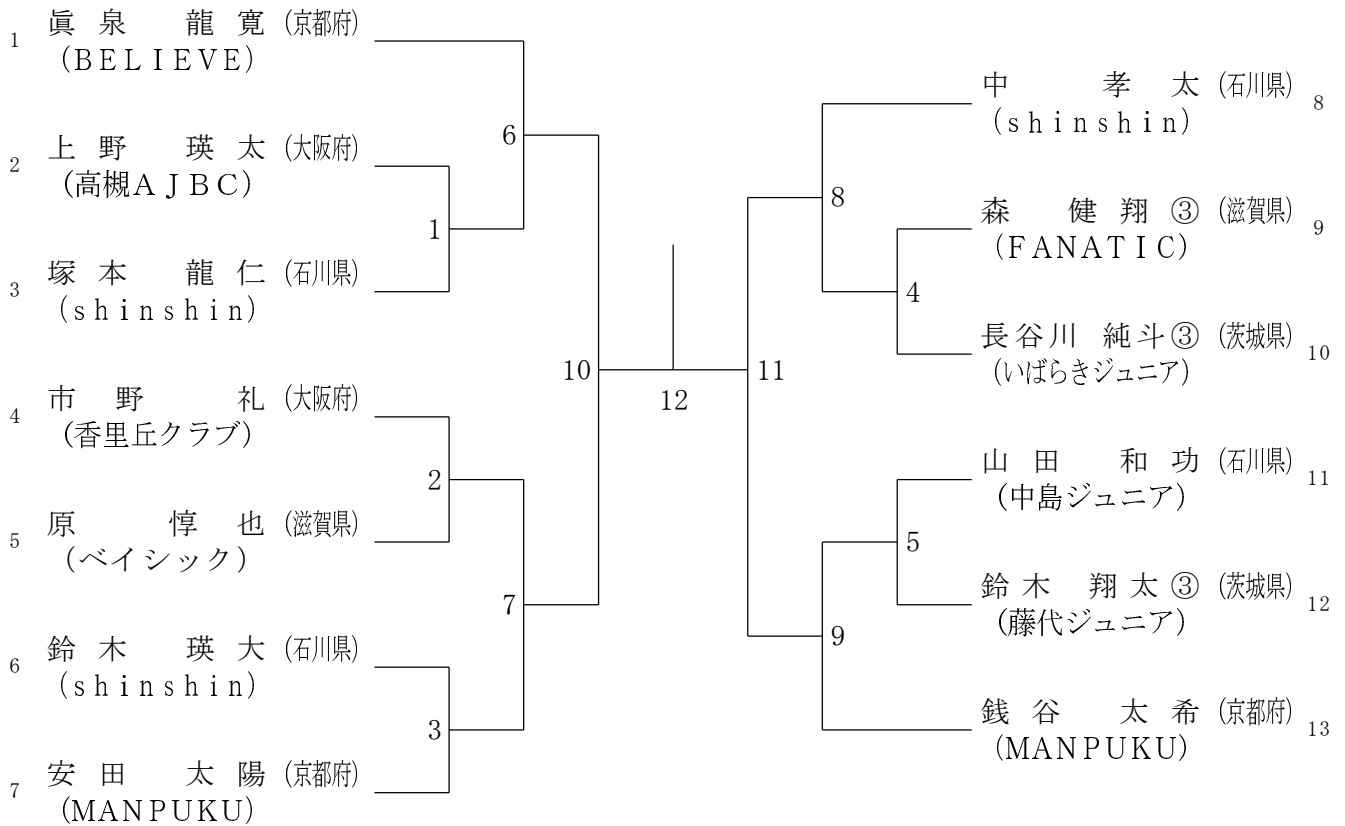 1 眞泉 龍寛 (京都府)
(ＢＥＬＩＥＶＥ)
2 上野 瑛太 (大阪府)
(高槻ＡＪＢＣ)
3 塚本 龍仁 (石川県)
(ｓｈｉｎｓｈｉｎ)
4 市野 礼 (大阪府)
(香里丘クラブ)
5 原 惇也 (滋賀県)
(ベイシック)
6 鈴木 瑛大 (石川県)
(ｓｈｉｎｓｈｉｎ)
7 安田 太陽 (京都府)
(ＭＡＮＰＵＫＵ)
6
1
2
7
3
10
12
11
8
4
5
9
中 孝太 (石川県) 8
(ｓｈｉｎｓｈｉｎ)
森 健翔③ (滋賀県) 9
(ＦＡＮＡＴＩＣ)
長谷川 純斗③ (茨城県) 10
(いばらきジュニア)
山田 和功 (石川県) 11
(中島ジュニア)
鈴木 翔太③ (茨城県) 12
(藤代ジュニア)
銭谷 太希 (京都府) 13
(ＭＡＮＰＵＫＵ)